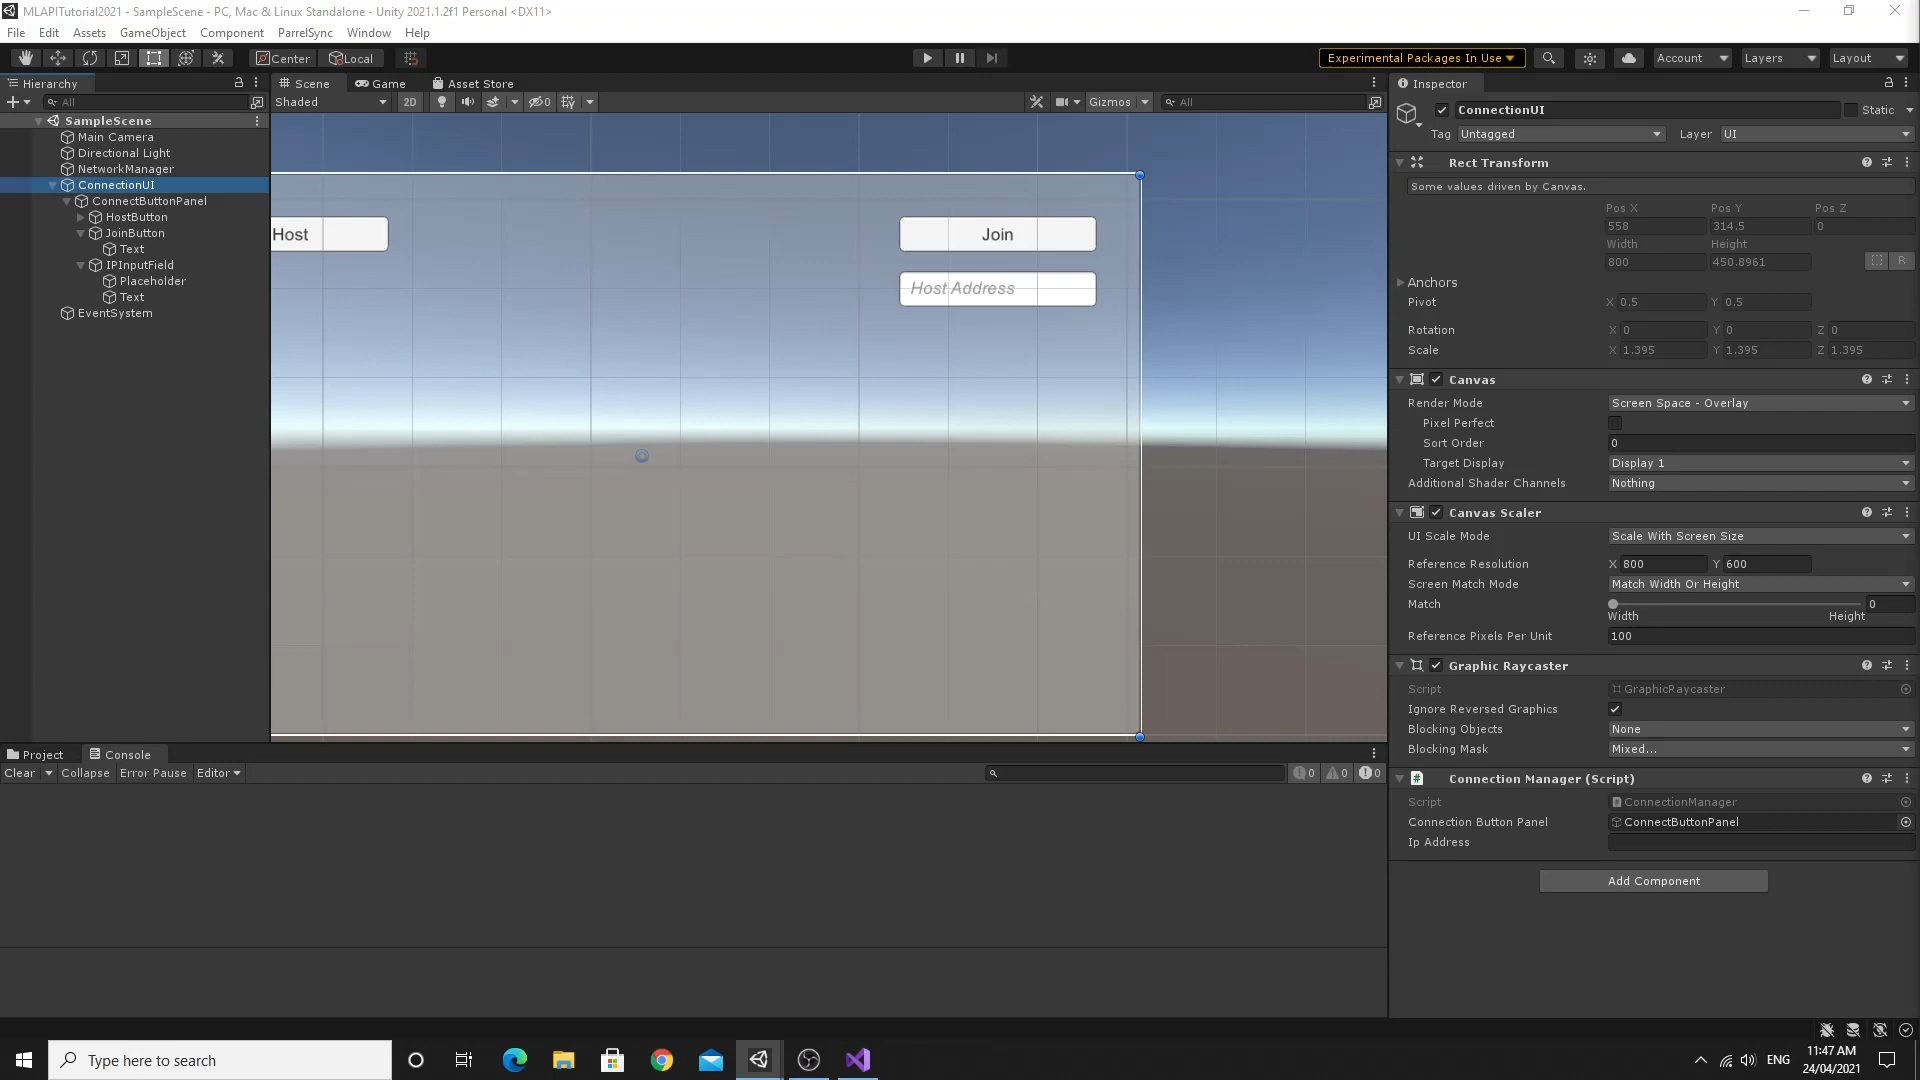 MLAPITutorial2021 - SampleScene - PC, Mac & Linux Standalone - Unity 2021.1.2f1 Personal <DX11>
File Edit Assets GameObject Component ParrelSync Window Help
Center Local Experimental Packages In Use Account Layers Layout
Hierarchy
All
SampleScene
Main Camera
Directional Light
NetworkManager
ConnectionUI
ConnectButtonPanel
HostButton
JoinButton
Text
IPInputField
Placeholder
Text
EventSystem
Scene Game Asset Store
Shaded 2D 0 Gizmos All
Host
Join
Host Address
Inspector
ConnectionUI Static
Tag Untagged Layer UI
Rect Transform
Some values driven by Canvas.
Pos X Pos Y Pos Z
558 314.5 0
Width Height
800 450.8961 R
Anchors
Pivot X 0.5 Y 0.5
Rotation X 0 Y 0 Z 0
Scale X 1.395 Y 1.395 Z 1.395
Canvas
Render Mode Screen Space - Overlay
Pixel Perfect
Sort Order 0
Target Display Display 1
Additional Shader Channels Nothing
Canvas Scaler
UI Scale Mode Scale With Screen Size
Reference Resolution X 800 Y 600
Screen Match Mode Match Width Or Height
Match 0
Width Height
Reference Pixels Per Unit 100
Graphic Raycaster
Script GraphicRaycaster
Ignore Reversed Graphics
Blocking Objects None
Blocking Mask Mixed...
Connection Manager (Script)
Script ConnectionManager
Connection Button Panel ConnectButtonPanel
Ip Address
Add Component
Project Console
Clear Collapse Error Pause Editor 0 0 0
Type here to search
ENG
11:47 AM
24/04/2021